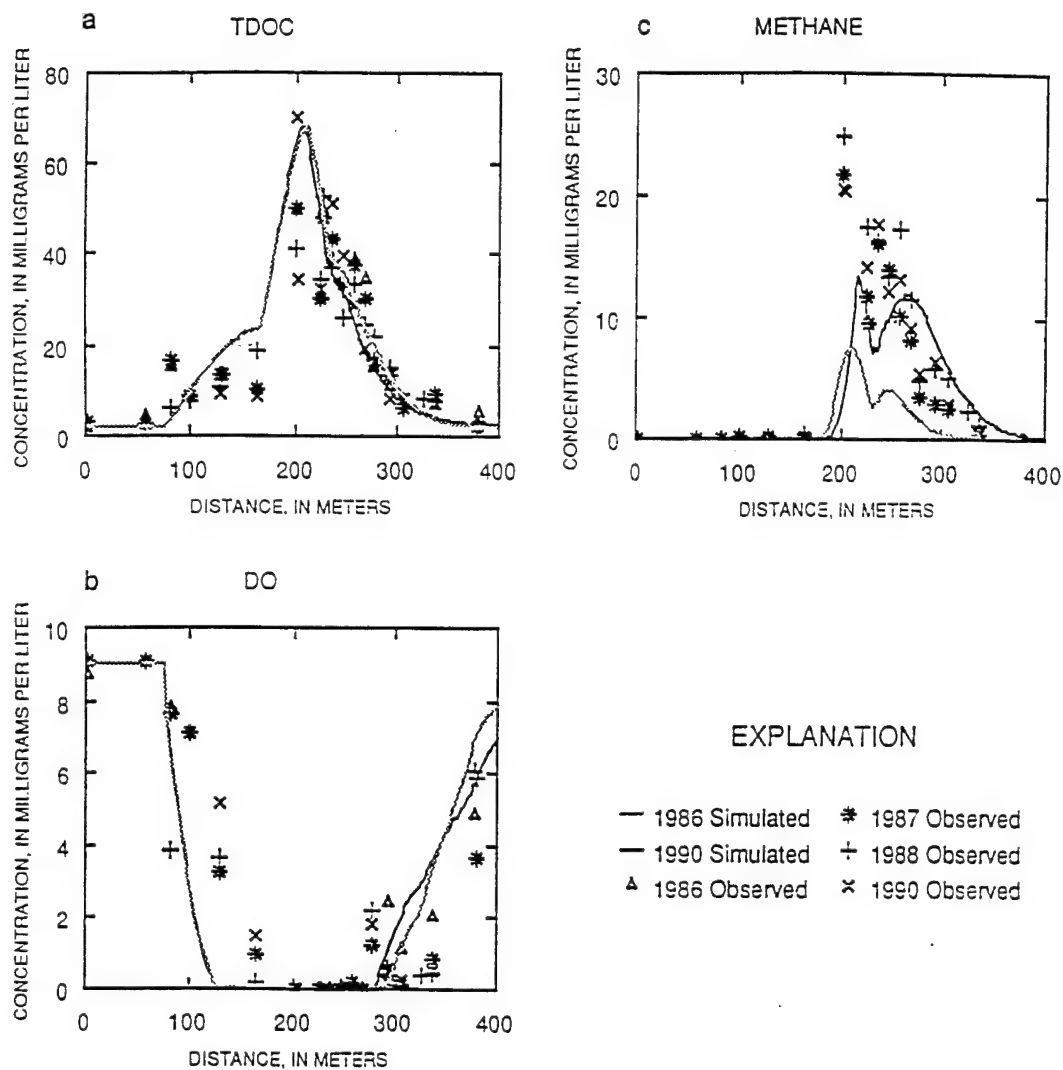 a
TDOC
CONCENTRATION, IN MILLIGRAMS PER LITER
80
60
40
20
0
0 100 200 300 400
DISTANCE, IN METERS
c
METHANE
CONCENTRATION, IN MILLIGRAMS PER LITER
30
20
10
0
0 100 200 300 400
DISTANCE, IN METERS
b
DO
CONCENTRATION, IN MILLIGRAMS PER LITER
10
8
6
4
2
0
0 100 200 300 400
DISTANCE, IN METERS
EXPLANATION
1986 Simulated
1990 Simulated
1986 Observed
1987 Observed
1988 Observed
1990 Observed